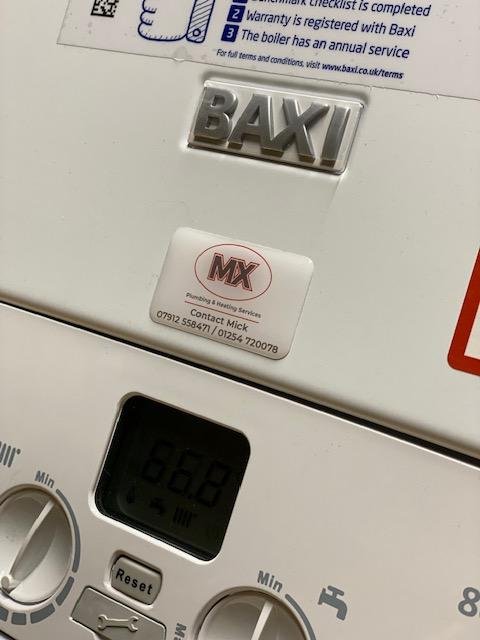 Benchmark checklist is completed
2 Warranty is registered with Baxi
3 The boiler has an annual service
For full terms and conditions, visit www.baxi.co.uk/terms
BAXI
MX
Plumbing & Heating Services
Contact Mick
07912 558471 / 01254 720078
Min
Reset
Min